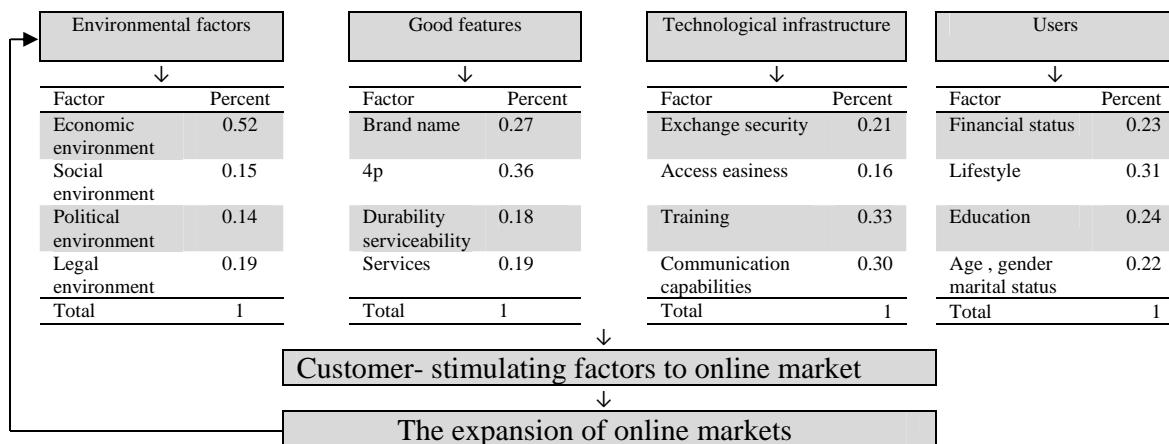 Environmental factors
Good features
Technological infrastructure
Users
Factor Percent
Economic 0.52
environment
Social 0.15
environment
Political 0.14
environment
Legal 0.19
environment
Total 1
Factor Percent
Brand name 0.27
4p 0.36
Durability 0.18
serviceability
Services 0.19
Total 1
Factor Percent
Exchange security 0.21
Access easiness 0.16
Training 0.33
Communication 0.30
capabilities
Total 1
Factor Percent
Financial status 0.23
Lifestyle 0.31
Education 0.24
Age , gender 0.22
marital status
Total 1
Customer- stimulating factors to online market
The expansion of online markets